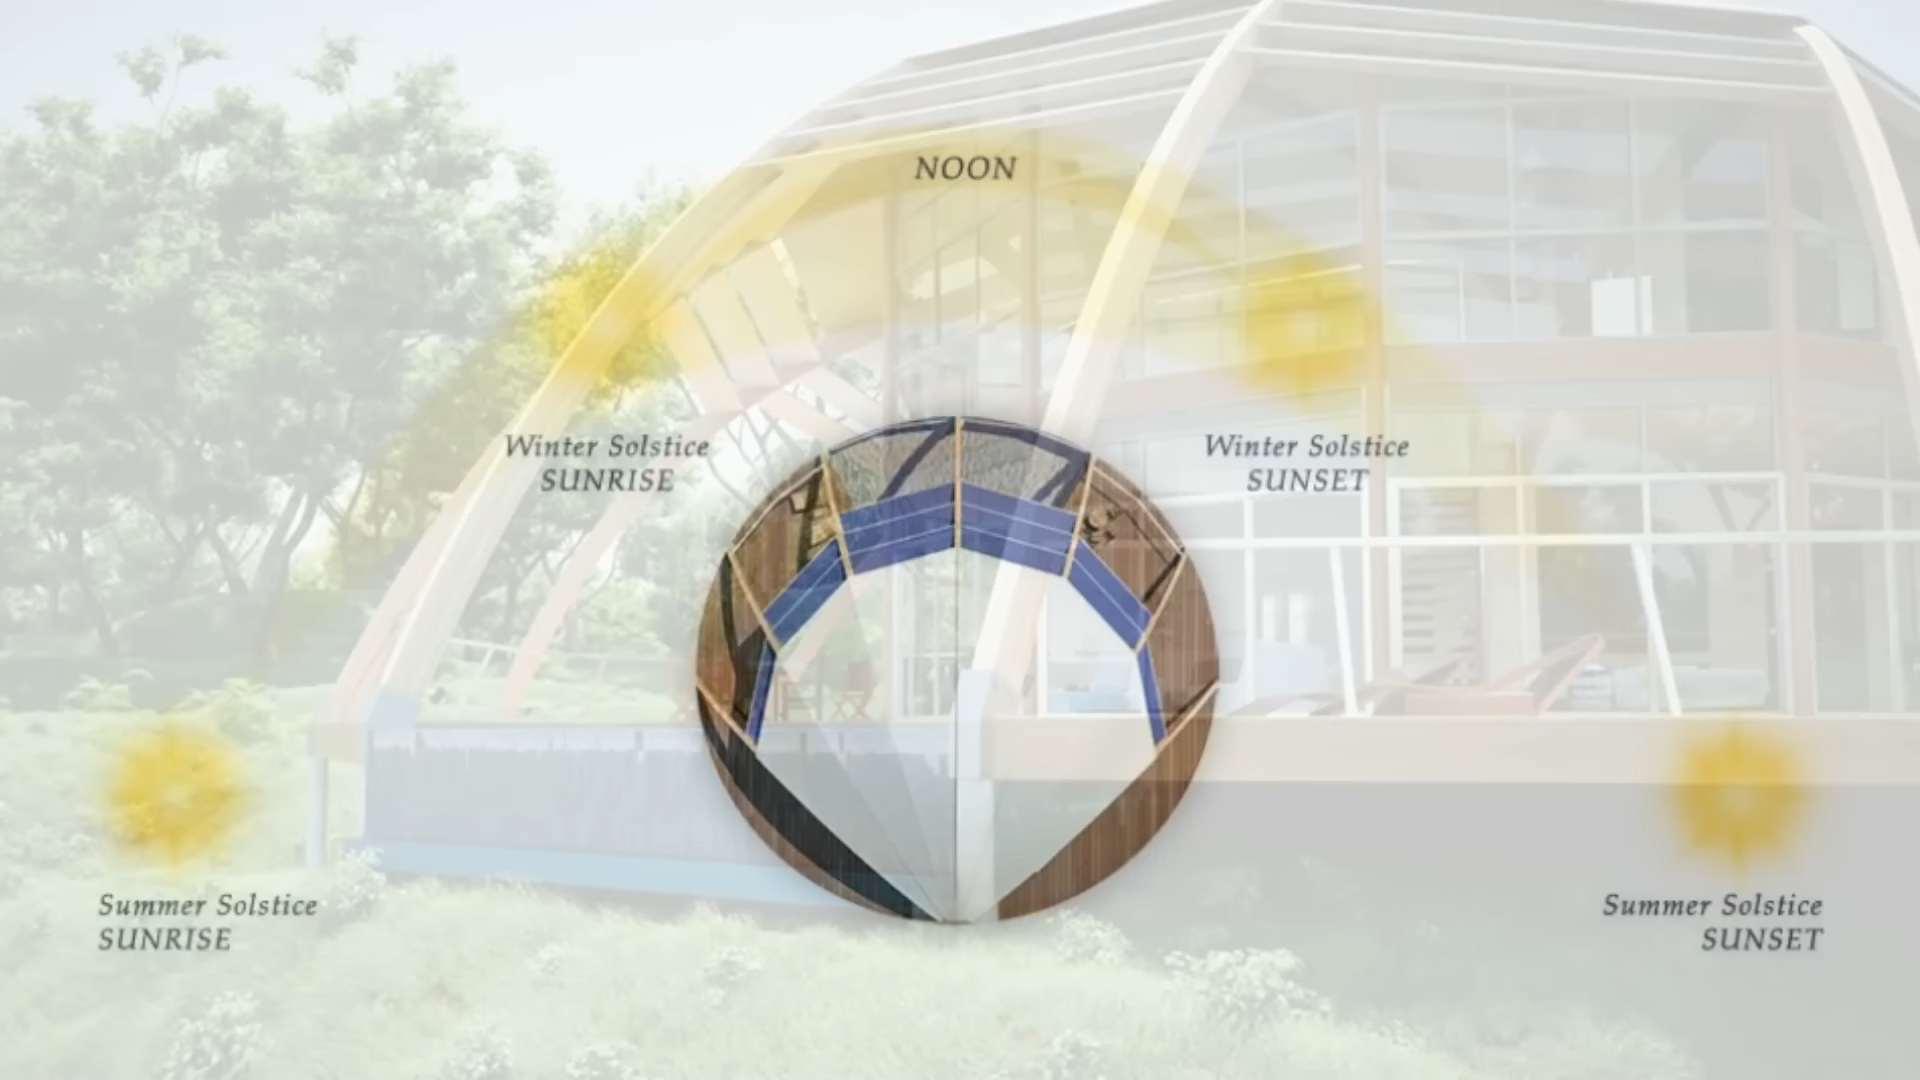 NOON
Winter Solstice
SUNRISE
Winter Solstice
SUNSET
Summer Solstice
SUNRISE
Summer Solstice
SUNSET